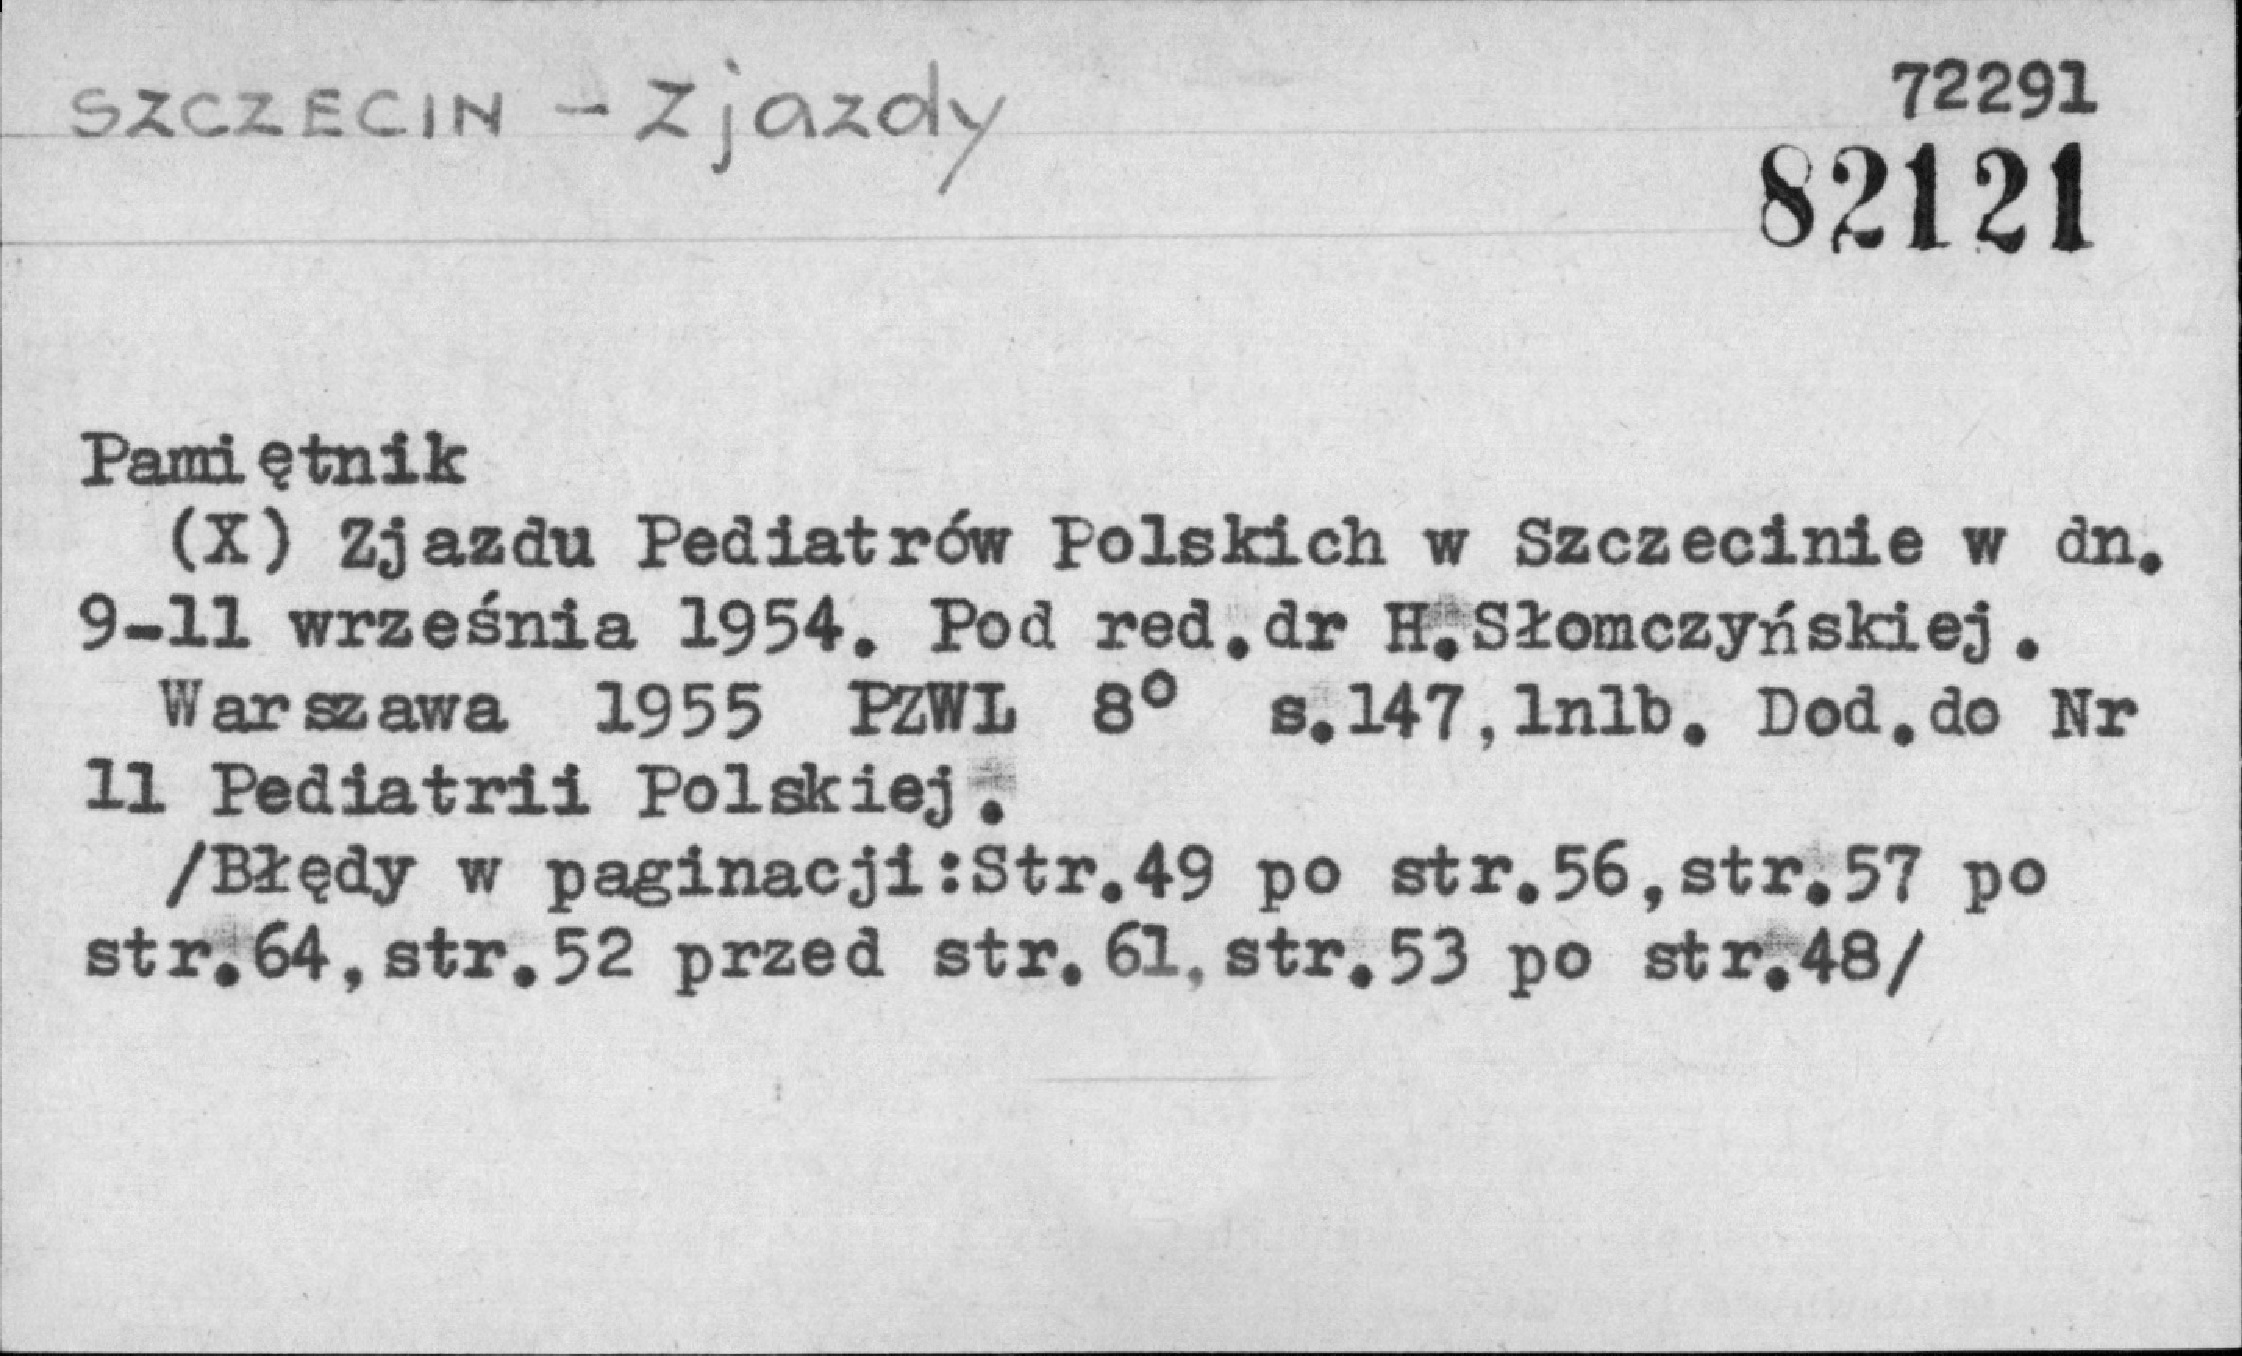 SZCZECIN - Zjazdy
72291
82121
Pamiętnik
(X) Zjazdu Pediatrów Polskich w Szczecinie w dn.
9-11 września 1954. Pod red.dr H.Słomczyńskiej.
Warszawa 1955 PZWL 8° s.147,1nlb. Dod.do Nr
11 Pediatrii Polskiej.
/Błędy w paginacji:Str.49 po str.56,str.57 po
str.64,str.52 przed str.61,str.53 po str.48/